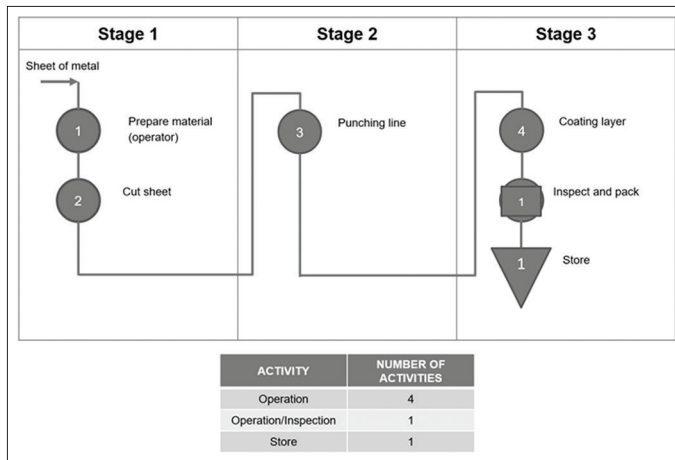 Stage 1
Stage 2
Stage 3
Sheet of metal
1
Prepare material
(operator)
2
Cut sheet
3
Punching line
4
Coating layer
1
Inspect and pack
1
Store
ACTIVITY
NUMBER OF
ACTIVITIES
Operation
4
Operation/Inspection
1
Store
1